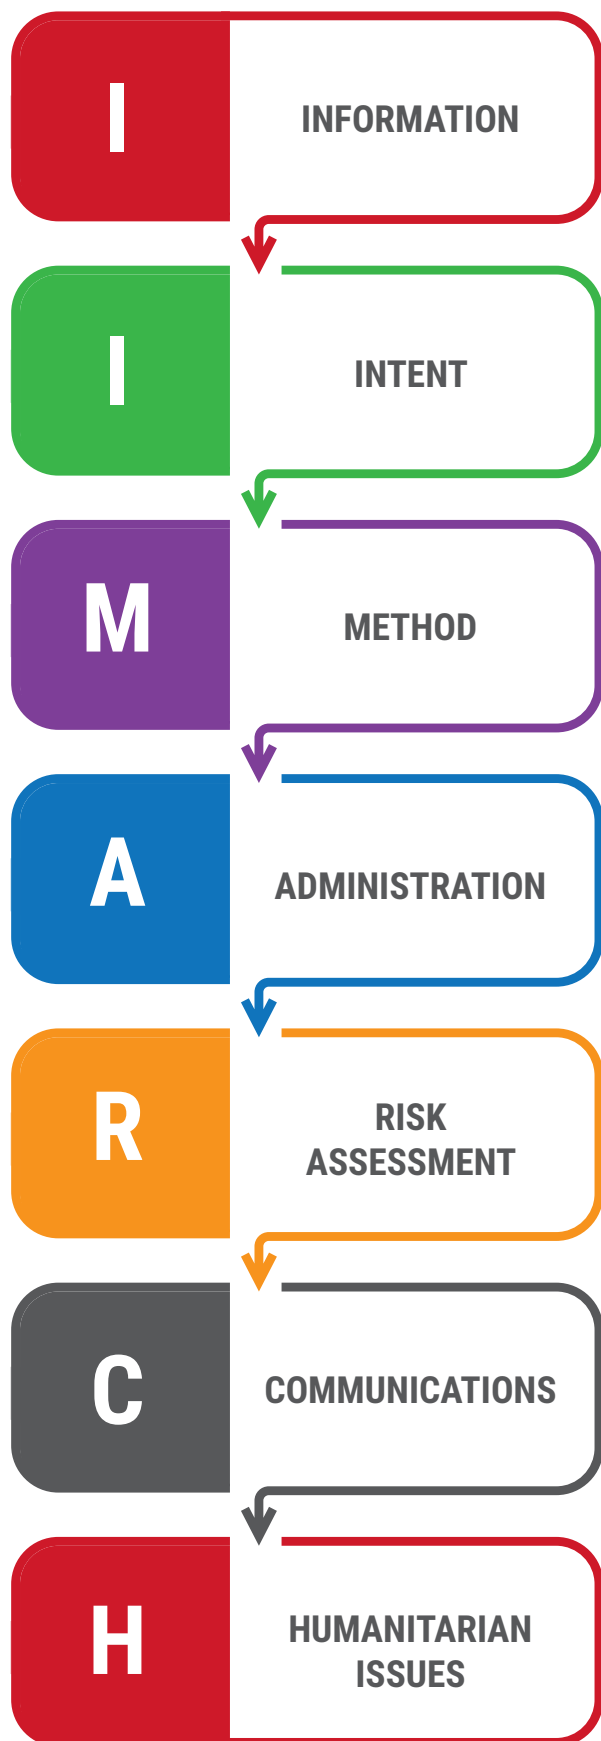 I
INFORMATION
I
INTENT
M
METHOD
A
ADMINISTRATION
R
RISK
ASSESSMENT
C
COMMUNICATIONS
H
HUMANITARIAN
ISSUES